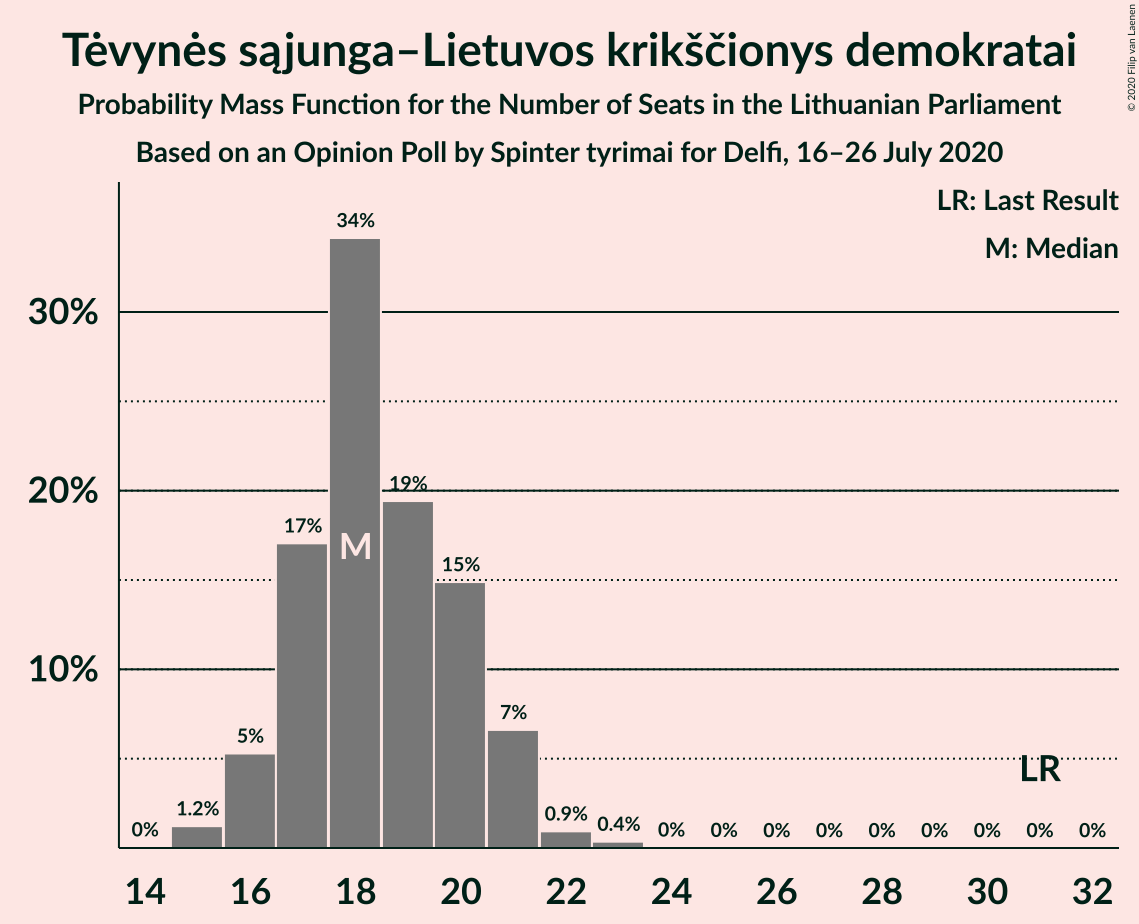 Tėvynės sąjunga–Lietuvos krikščionys demokratai
Probability Mass Function for the Number of Seats in the Lithuanian Parliament
Based on an Opinion Poll by Spinter tyrimai for Delfi, 16–26 July 2020
© 2020 Filip van Laenen
LR: Last Result
M: Median
34%
30%
20%
19%
17%
M
15%
10%
7%
5%
LR
1.2%
0.9%
0.4%
0%
0%
0%
0%
0%
0%
0%
0%
0%
0%
14 16 18 20 22 24 26 28 30 32